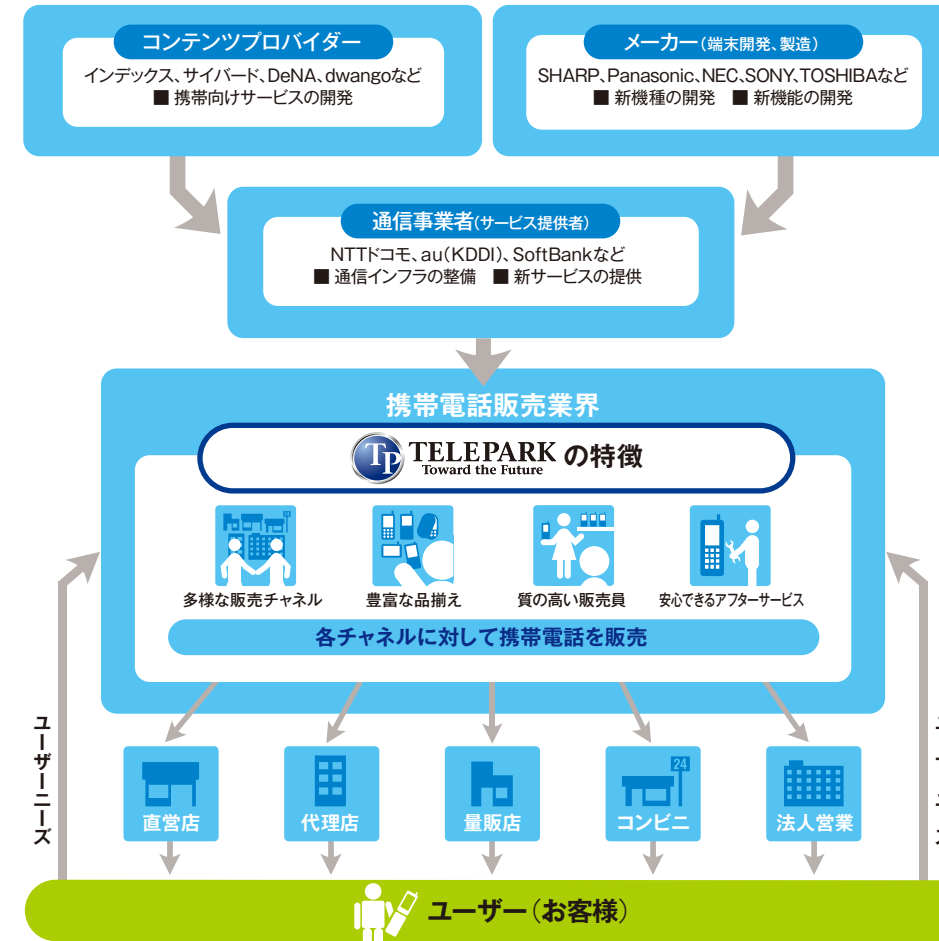 コンテンツプロバイダー
インデックス、サイバード、DeNA、dwangoなど
■ 携帯向けサービスの開発
メーカー(端末開発、製造)
SHARP、Panasonic、NEC、SONY、TOSHIBAなど
■ 新機種の開発 ■ 新機能の開発
通信事業者(サービス提供者)
NTTドコモ、au(KDDI)、SoftBankなど
■ 通信インフラの整備 ■ 新サービスの提供
携帯電話販売業界
TP TELEPARK の特徴
Toward the Future
24
多様な販売チャネル
豊富な品揃え
質の高い販売員
安心できるアフターサービス
各チャネルに対して携帯電話を販売
ユーザーニーズ
直営店
代理店
量販店
24
コンビニ
法人営業
ユーザー(お客様)